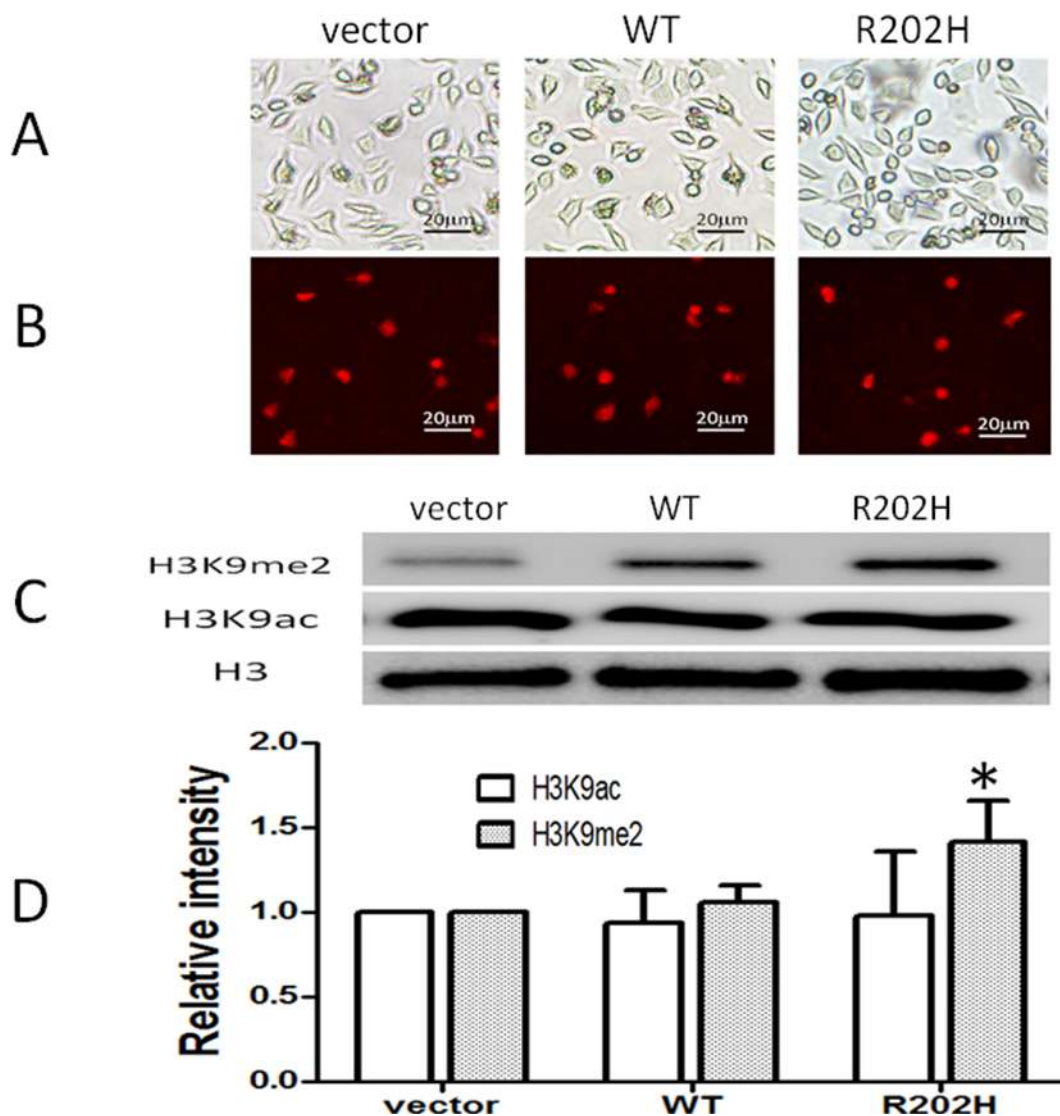 vector WT R202H
A
20μm 20μm 20μm
B
20μm 20μm 20μm
vector WT R202H
C
H3K9me2
H3K9ac
H3
D
Relative intensity
2.0
1.5
1.0
0.5
0.0
H3K9ac
H3K9me2
*
vector WT R202H